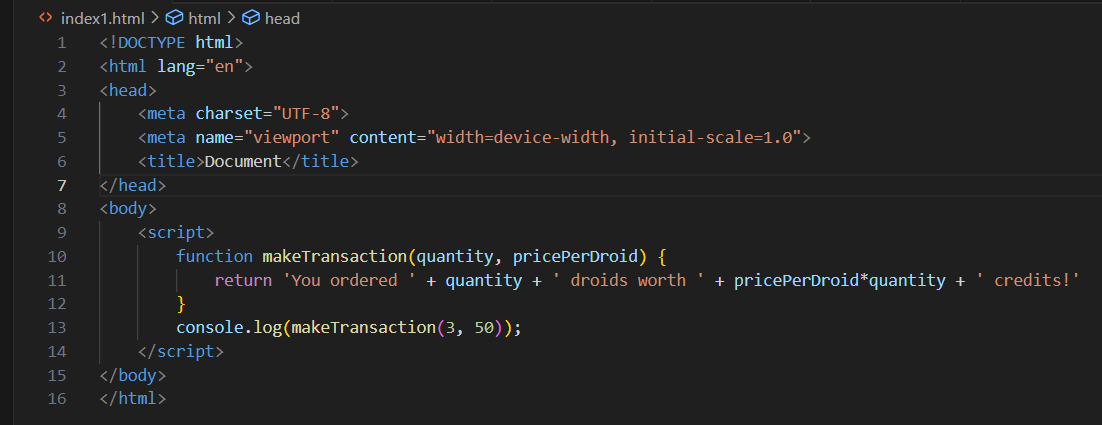 index1.html > html > head
1 <!DOCTYPE html>
2 <html lang="en">
3 <head>
4     <meta charset="UTF-8">
5     <meta name="viewport" content="width=device-width, initial-scale=1.0">
6     <title>Document</title>
7 </head>
8 <body>
9     <script>
10         function makeTransaction(quantity, pricePerDroid) {
11             return 'You ordered ' + quantity + ' droids worth ' + pricePerDroid*quantity + ' credits!'
12         }
13         console.log(makeTransaction(3, 50));
14     </script>
15 </body>
16 </html>